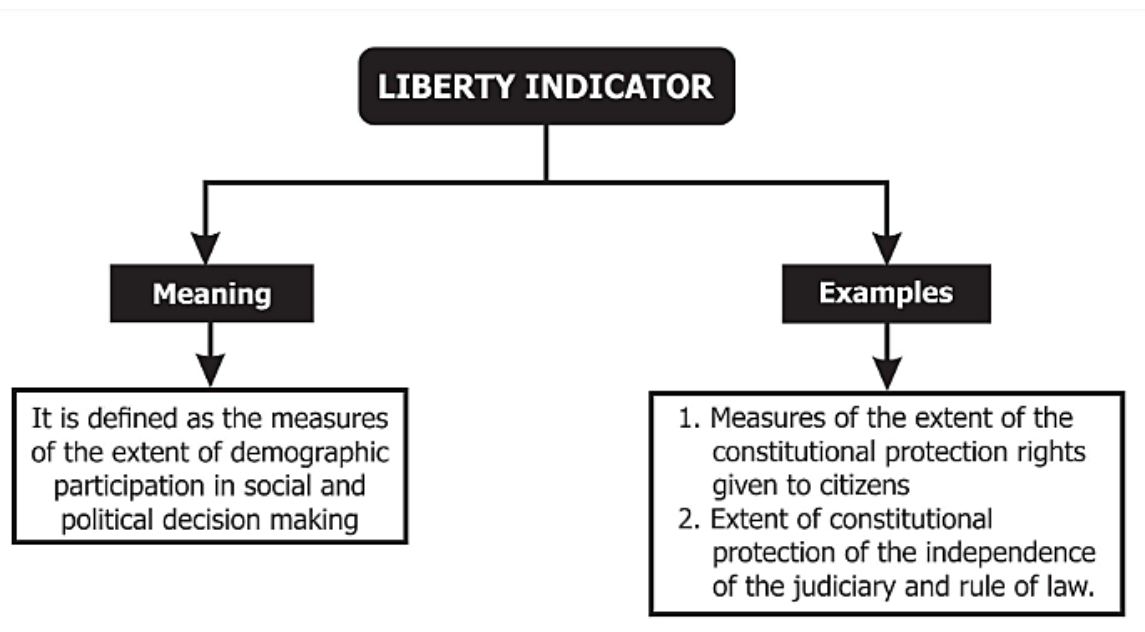 LIBERTY INDICATOR
Meaning
It is defined as the measures
of the extent of demographic
participation in social and
political decision making
Examples
1. Measures of the extent of the
constitutional protection rights
given to citizens
2. Extent of constitutional
protection of the independence
of the judiciary and rule of law.